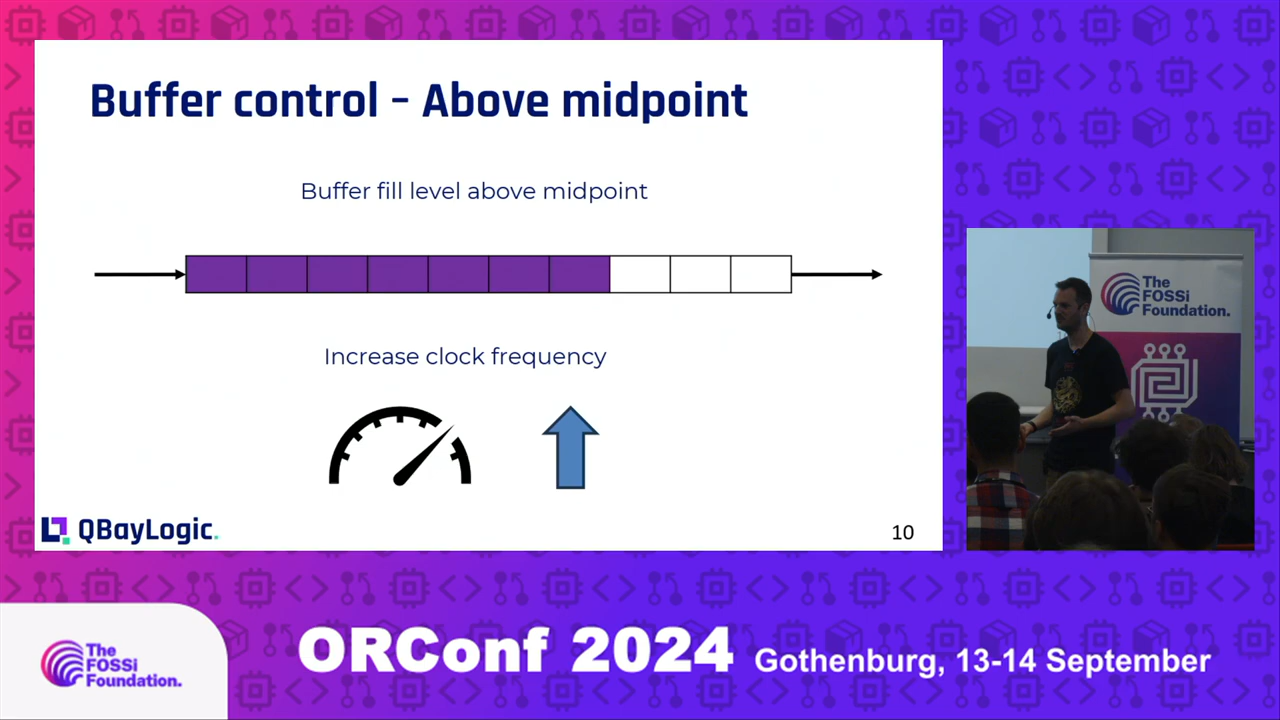 Buffer control – Above midpoint
Buffer fill level above midpoint
Increase clock frequency
QBayLogic.
10
The
FOSSi
Foundation.
The
FOSSi
Foundation.
ORConf 2024 Gothenburg, 13-14 September